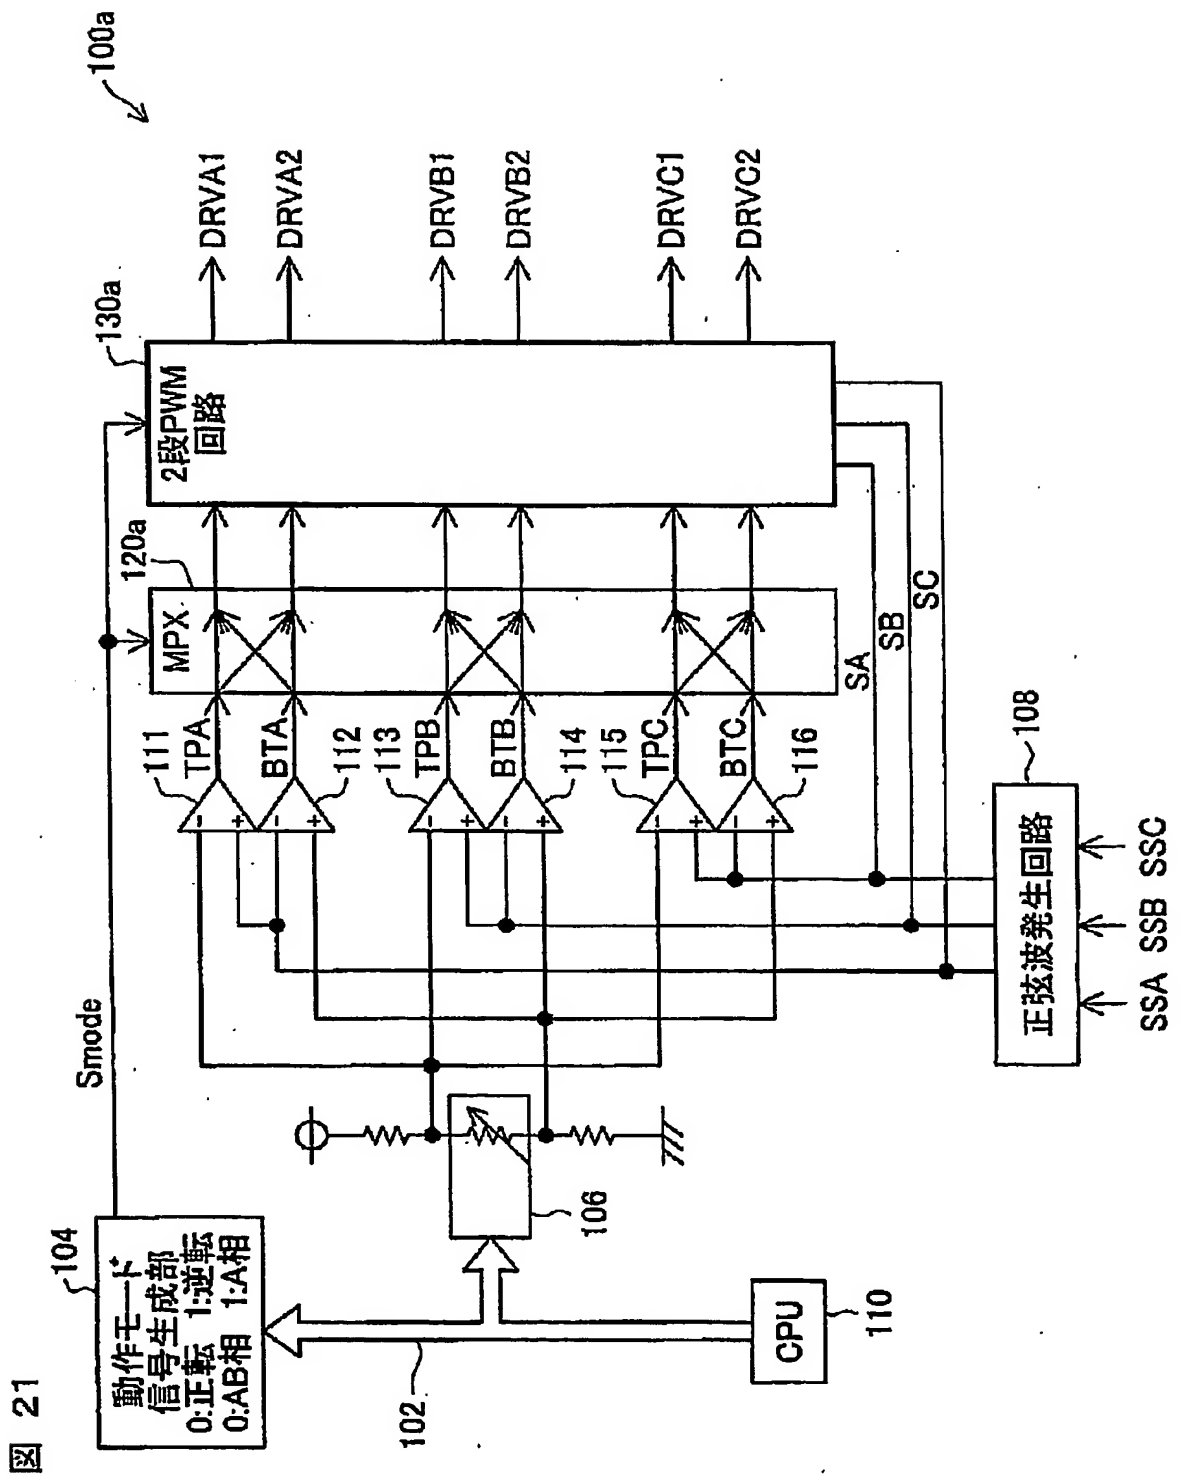 図 21
100a
104
動作モード
信号生成部
0:正転 1:逆転
0:AB相 1:A相
Smode
102
CPU
110
106
108
正弦波発生回路
SSA
SSB
SSC
111
TPA
BTA
112
113
TPB
BTB
114
115
TPC
BTC
116
-
+
-
+
-
+
-
+
-
+
-
+
120a
MPX
SA
SB
SC
130a
2段PWM
回路
DRVA1
DRVA2
DRVB1
DRVB2
DRVC1
DRVC2